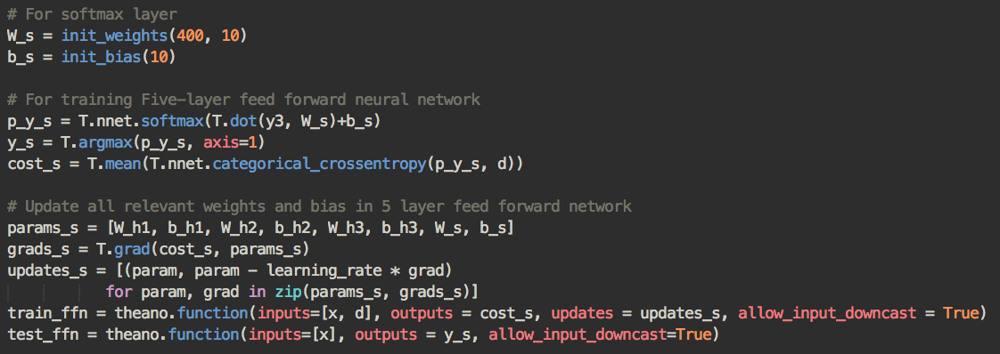 # For softmax layer
W_s = init_weights(400, 10)
b_s = init_bias(10)
# For training Five-layer feed forward neural network
p_y_s = T.nnet.softmax(T.dot(y3, W_s)+b_s)
y_s = T.argmax(p_y_s, axis=1)
cost_s = T.mean(T.nnet.categorical_crossentropy(p_y_s, d))
# Update all relevant weights and bias in 5 layer feed forward network
params_s = [W_h1, b_h1, W_h2, b_h2, W_h3, b_h3, W_s, b_s]
grads_s = T.grad(cost_s, params_s)
updates_s = [(param, param - learning_rate * grad)
for param, grad in zip(params_s, grads_s)]
train_ffn = theano.function(inputs=[x, d], outputs = cost_s, updates = updates_s, allow_input_downcast = True)
test_ffn = theano.function(inputs=[x], outputs = y_s, allow_input_downcast=True)